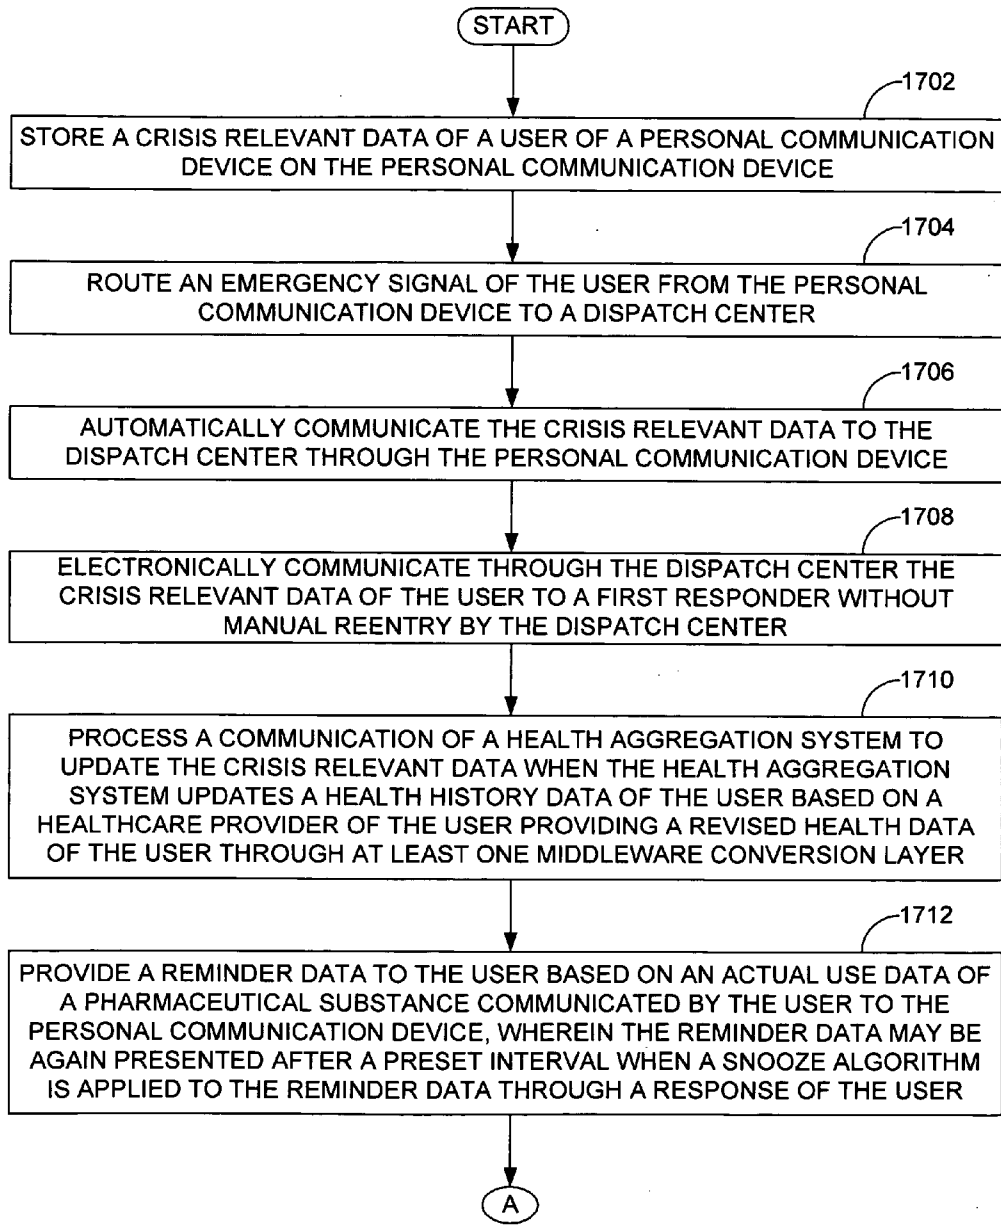 START
1702
STORE A CRISIS RELEVANT DATA OF A USER OF A PERSONAL COMMUNICATION
DEVICE ON THE PERSONAL COMMUNICATION DEVICE
1704
ROUTE AN EMERGENCY SIGNAL OF THE USER FROM THE PERSONAL
COMMUNICATION DEVICE TO A DISPATCH CENTER
1706
AUTOMATICALLY COMMUNICATE THE CRISIS RELEVANT DATA TO THE
DISPATCH CENTER THROUGH THE PERSONAL COMMUNICATION DEVICE
1708
ELECTRONICALLY COMMUNICATE THROUGH THE DISPATCH CENTER THE
CRISIS RELEVANT DATA OF THE USER TO A FIRST RESPONDER WITHOUT
MANUAL REENTRY BY THE DISPATCH CENTER
1710
PROCESS A COMMUNICATION OF A HEALTH AGGREGATION SYSTEM TO
UPDATE THE CRISIS RELEVANT DATA WHEN THE HEALTH AGGREGATION
SYSTEM UPDATES A HEALTH HISTORY DATA OF THE USER BASED ON A
HEALTHCARE PROVIDER OF THE USER PROVIDING A REVISED HEALTH DATA
OF THE USER THROUGH AT LEAST ONE MIDDLEWARE CONVERSION LAYER
1712
PROVIDE A REMINDER DATA TO THE USER BASED ON AN ACTUAL USE DATA OF
A PHARMACEUTICAL SUBSTANCE COMMUNICATED BY THE USER TO THE
PERSONAL COMMUNICATION DEVICE, WHEREIN THE REMINDER DATA MAY BE
AGAIN PRESENTED AFTER A PRESET INTERVAL WHEN A SNOOZE ALGORITHM
IS APPLIED TO THE REMINDER DATA THROUGH A RESPONSE OF THE USER
A